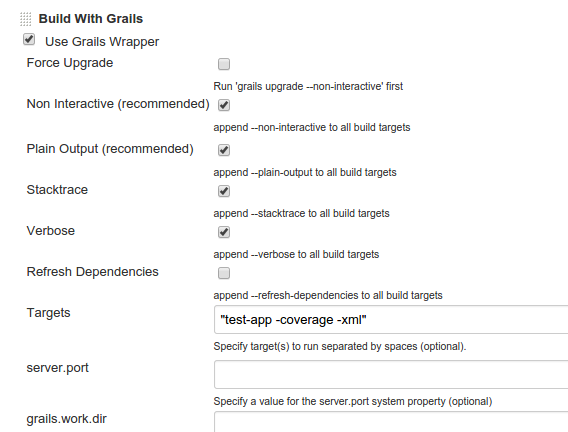 Build With Grails
Use Grails Wrapper
Force Upgrade
Run 'grails upgrade --non-interactive' first
Non Interactive (recommended)
append --non-interactive to all build targets
Plain Output (recommended)
append --plain-output to all build targets
Stacktrace
append --stacktrace to all build targets
Verbose
append --verbose to all build targets
Refresh Dependencies
append --refresh-dependencies to all build targets
Targets
"test-app -coverage -xml"
Specify target(s) to run separated by spaces (optional).
server.port
Specify a value for the server.port system property (optional)
grails.work.dir